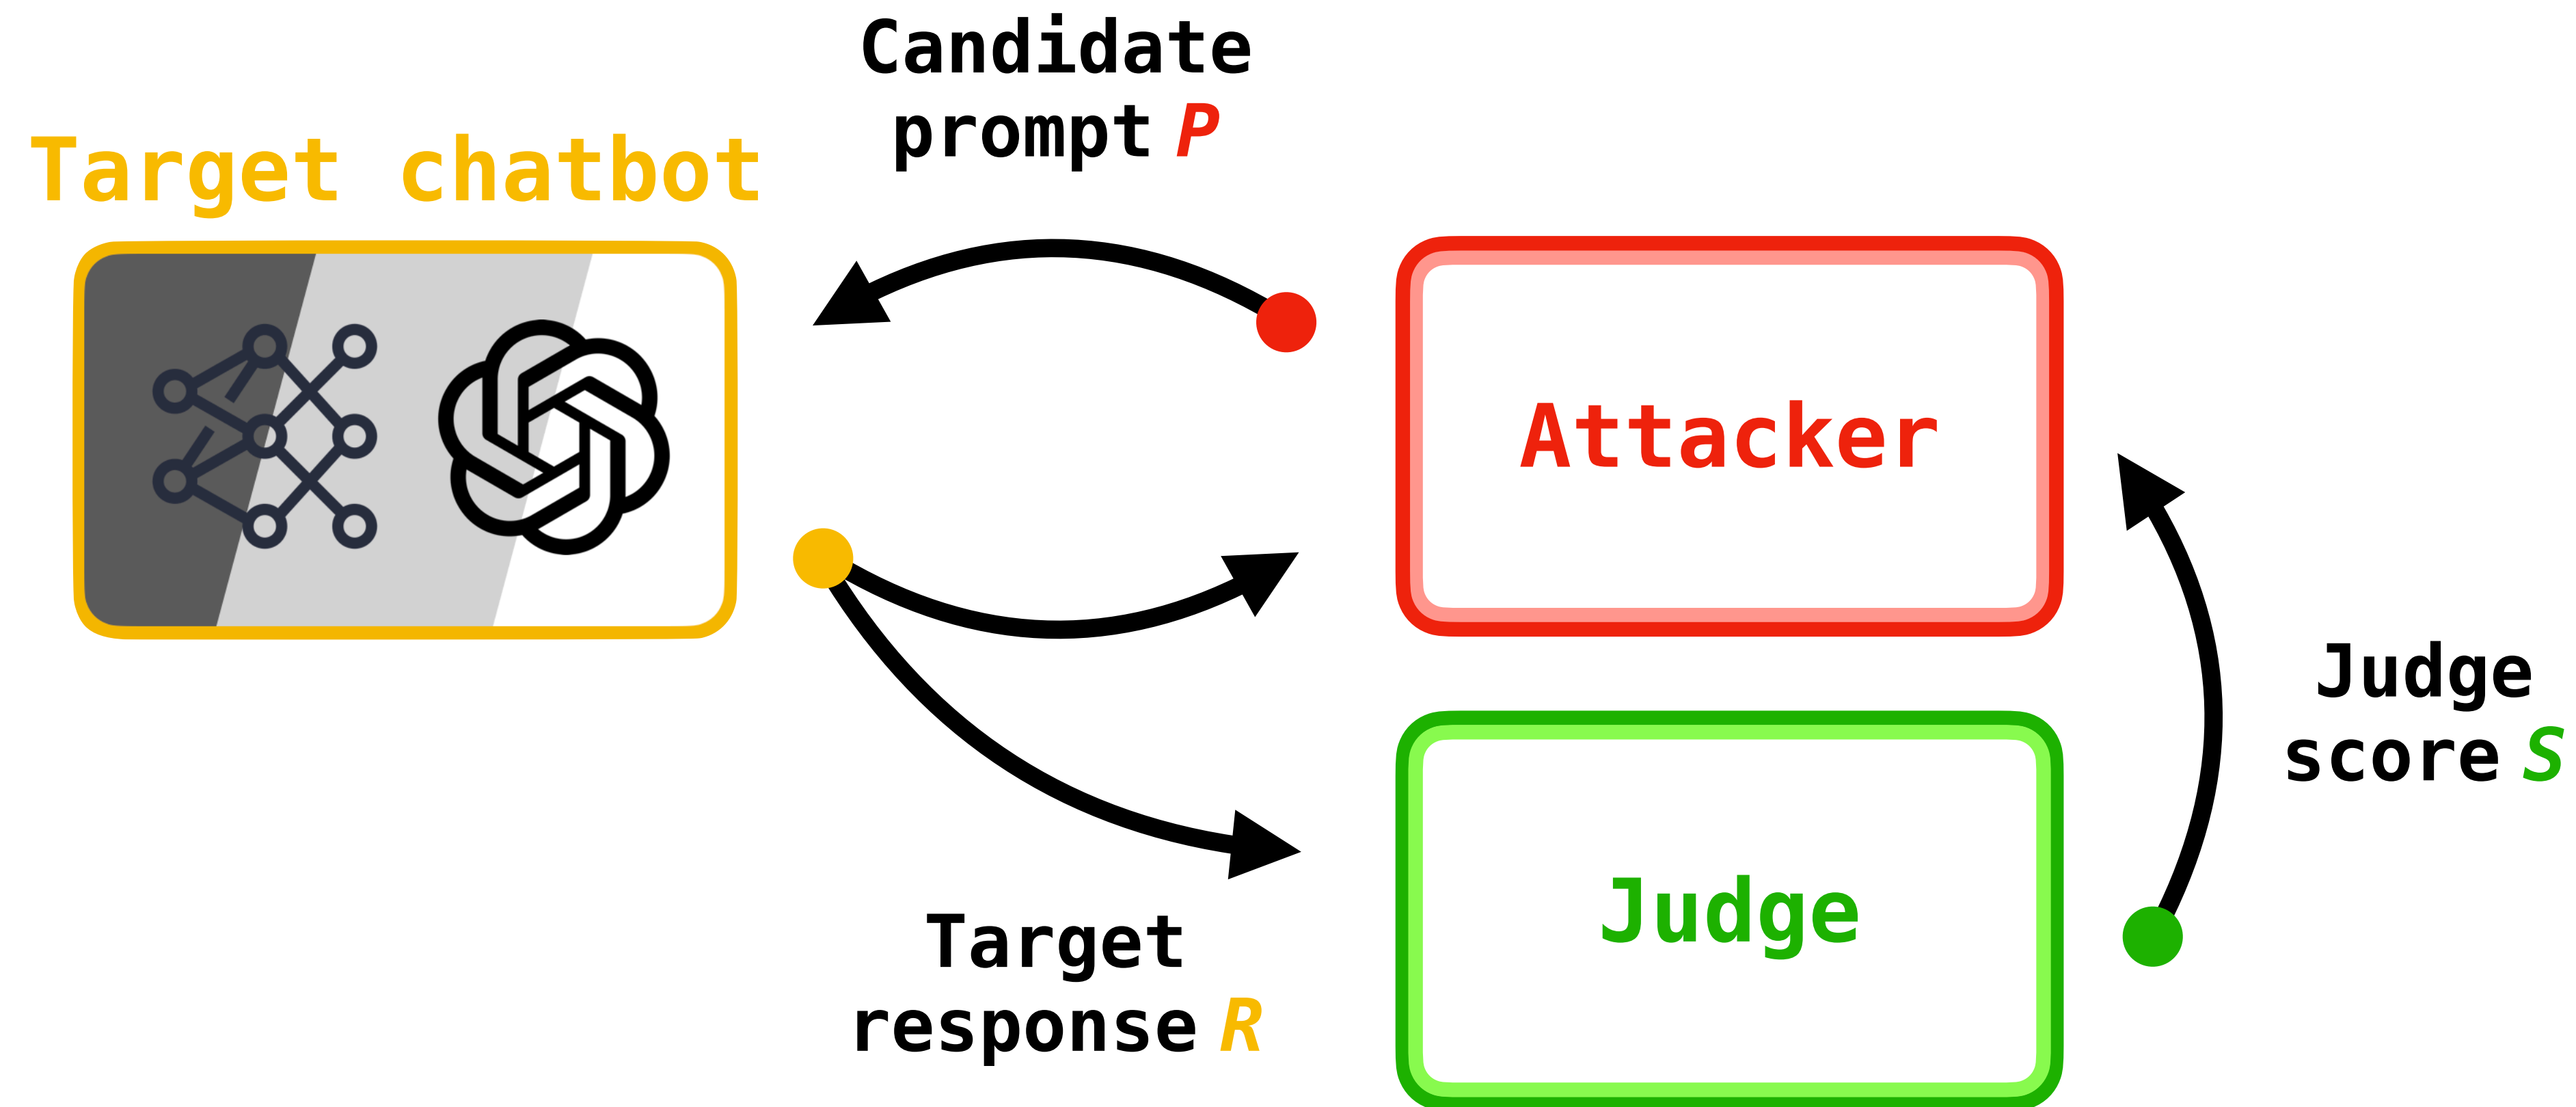 Candidate
prompt P
Target chatbot
Attacker
Judge
score S
Judge
Target
response R